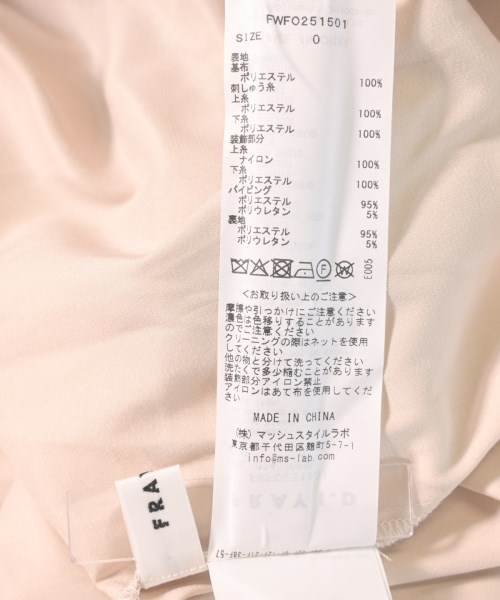 FWFO251501
SIZE 0
表地
基布
ポリエステル 100%
刺しゅう糸
上糸
ポリエステル 100%
下糸
ポリエステル 100%
装飾部分
上糸
ナイロン 100%
下糸
ポリエステル 100%
パイピング
ポリエステル 95%
ポリウレタン 5%
裏地
ポリエステル 95%
ポリウレタン 5%
E005
<お取り扱い上のご注意>
摩擦や引っかけにご注意ください
濃色は色移りすることがあります
のでご注意ください
クリーニングの際はネットを使用
してください
他の物と分けて洗ってください
洗たくで多少縮むことがあります
装飾部分アイロン禁止
アイロンはあて布を使用してくだ
さい
MADE IN CHINA
(株) マッシュスタイルラボ
東京都千代田区麹町5-7-1
info@ms-lab.com
FRA